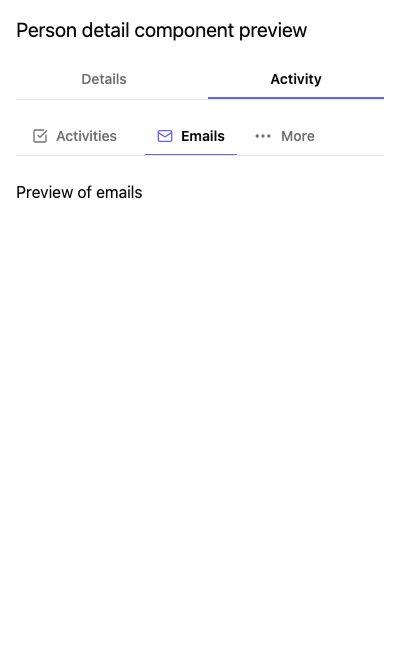 Person detail component preview
Details Activity
Activities Emails More
Preview of emails